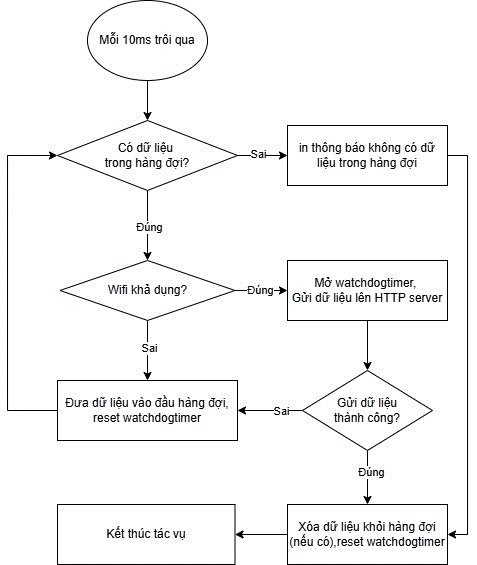 Mỗi 10ms trôi qua
Có dữ liệu
trong hàng đợi?
Sai
in thông báo không có dữ
liệu trong hàng đợi
Đúng
Wifi khả dụng?
Đúng
Mở watchdogtimer,
Gửi dữ liệu lên HTTP server
Sai
Đưa dữ liệu vào đầu hàng đợi,
reset watchdogtimer
Sai
Gửi dữ liệu
thành công?
Đúng
Kết thúc tác vụ
Xóa dữ liệu khỏi hàng đợi
(nếu có),reset watchdogtimer